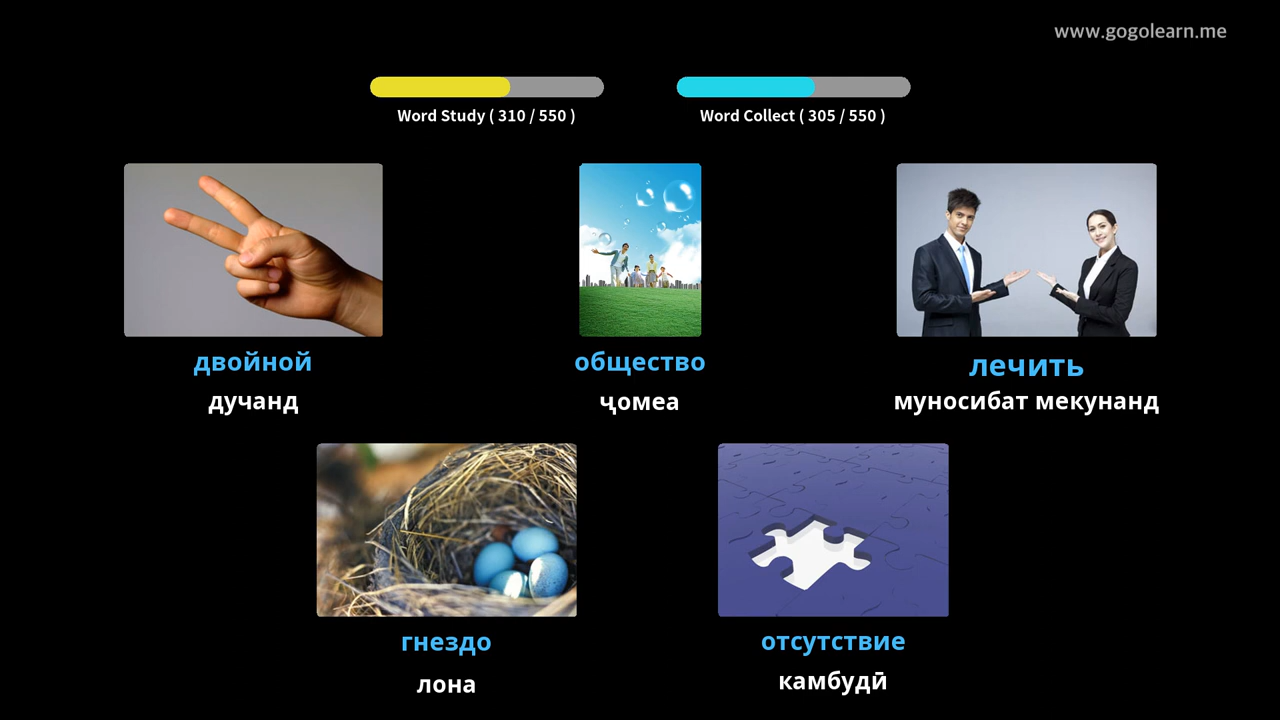 www.gogolearn.me
Word Study ( 310 / 550 )
Word Collect ( 305 / 550 )
двойной
дучанд
общество
ҷомеа
лечить
муносибат мекунанд
гнездо
лона
отсутствие
камбудӣ